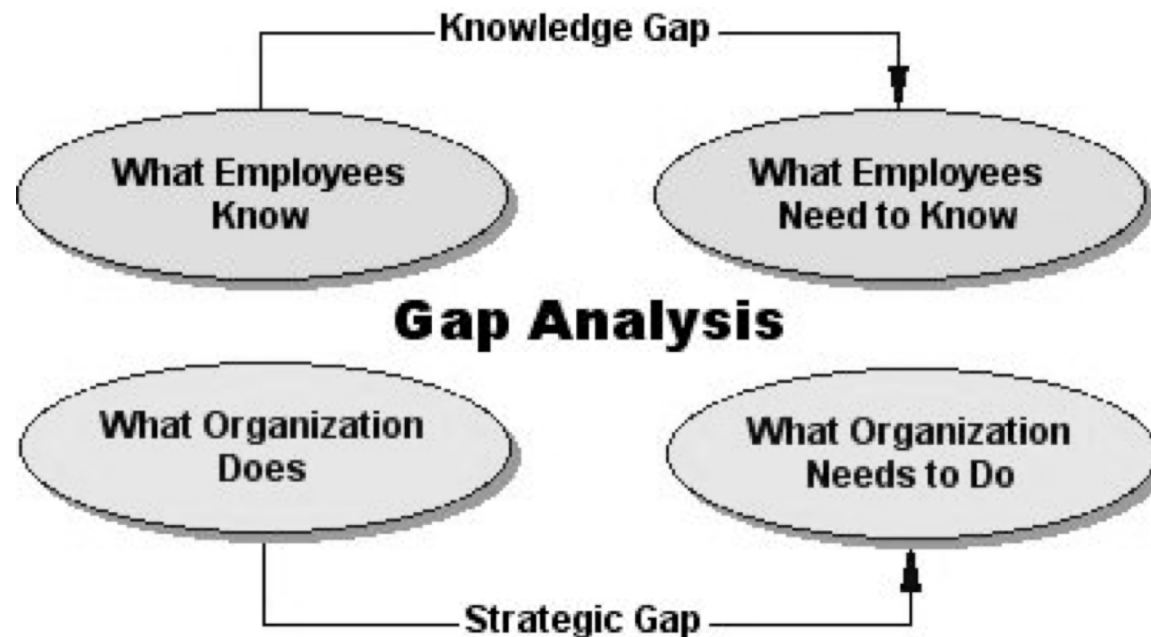 Knowledge Gap
What Employees
Know
What Employees
Need to Know
Gap Analysis
What Organization
Does
What Organization
Needs to Do
Strategic Gap